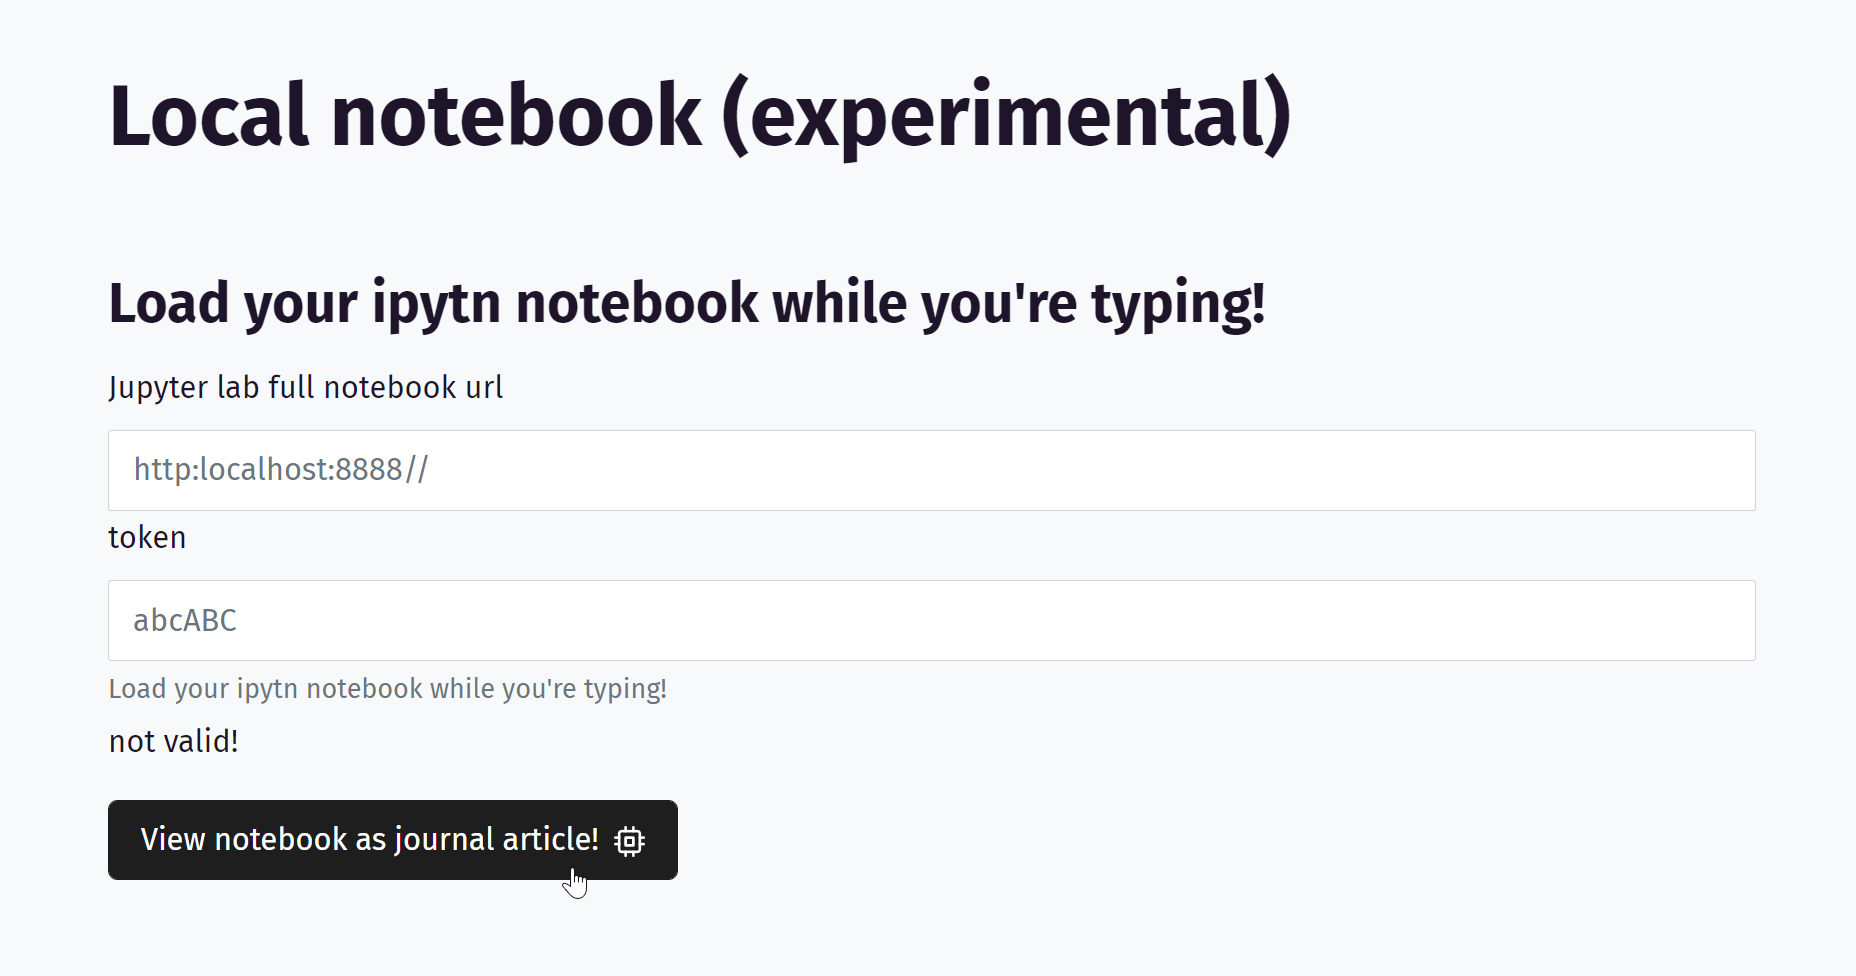 Local notebook (experimental)
Load your ipytn notebook while you're typing!
Jupyter lab full notebook url
http:localhost:8888//
token
abcABC
Load your ipytn notebook while you're typing!
not valid!
View notebook as journal article!